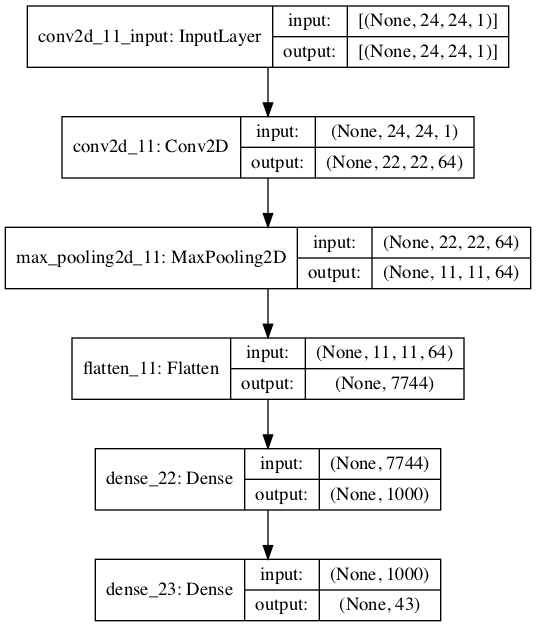 conv2d_11_input: InputLayer
input: [(None, 24, 24, 1)]
output: [(None, 24, 24, 1)]
conv2d_11: Conv2D
input: (None, 24, 24, 1)
output: (None, 22, 22, 64)
max_pooling2d_11: MaxPooling2D
input: (None, 22, 22, 64)
output: (None, 11, 11, 64)
flatten_11: Flatten
input: (None, 11, 11, 64)
output: (None, 7744)
dense_22: Dense
input: (None, 7744)
output: (None, 1000)
dense_23: Dense
input: (None, 1000)
output: (None, 43)